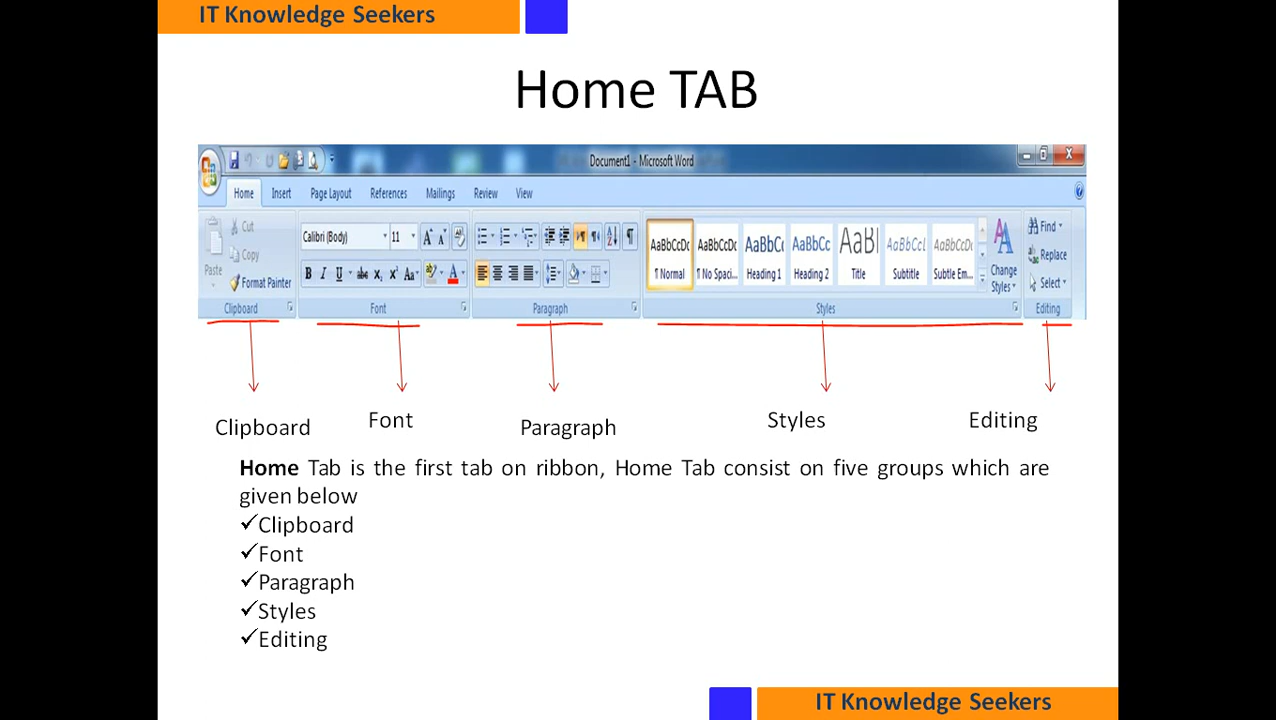 IT Knowledge Seekers
Home TAB
Document1 - Microsoft Word
Home Insert Page Layout References Mailings Review View
Cut
Copy
Paste
Format Painter
Clipboard
Calibri (Body) 11
B I U abc x₂ x² Aa A
Font
Paragraph
AaBbCcDc AaBbCcDc AaBbCc AaBbCc AaBl AaBbCcL AaBbCcDc
¶ Normal ¶ No Spaci... Heading 1 Heading 2 Title Subtitle Subtle Em...
Change
Styles
Styles
Find
Replace
Select
Editing
Clipboard Font Paragraph Styles Editing
Home Tab is the first tab on ribbon, Home Tab consist on five groups which are
given below
✓Clipboard
✓Font
✓Paragraph
✓Styles
✓Editing
IT Knowledge Seekers